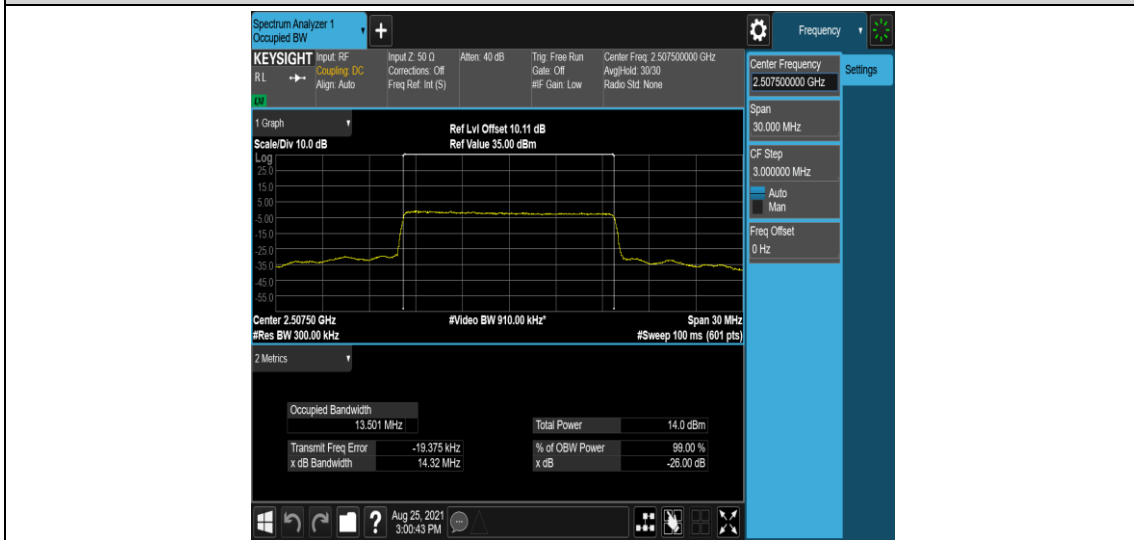 Spectrum Analyzer 1
Occupied BW
+
Frequency
KEYSIGHT
RL
LXI
Input: RF
Coupling: DC
Align: Auto
Input Z: 50 Ω
Corrections: Off
Freq Ref: Int (S)
Atten: 40 dB
Trig: Free Run
Gate: Off
#IF Gain: Low
Center Freq: 2.507500000 GHz
Avg|Hold: 30/30
Radio Std: None
Center Frequency
2.507500000 GHz
Settings
Span
30.000 MHz
CF Step
3.000000 MHz
Auto
Man
Freq Offset
0 Hz
1 Graph
Scale/Div 10.0 dB
Ref Lvl Offset 10.11 dB
Ref Value 35.00 dBm
Log
25.0
15.0
5.00
-5.00
-15.0
-25.0
-35.0
-45.0
-55.0
Center 2.50750 GHz
#Video BW 910.00 kHz*
Span 30 MHz
#Res BW 300.00 kHz
#Sweep 100 ms (601 pts)
2 Metrics
Occupied Bandwidth
13.501 MHz
Total Power 14.0 dBm
Transmit Freq Error -19.375 kHz
% of OBW Power 99.00 %
x dB Bandwidth 14.32 MHz
x dB -26.00 dB
?
Aug 25, 2021
3:00:43 PM